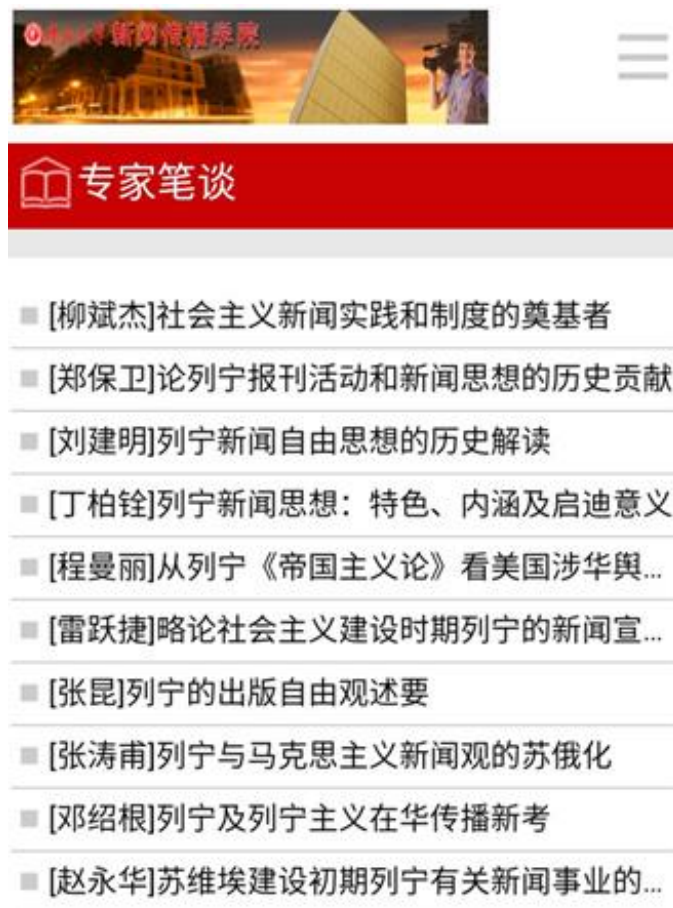 新闻传播学院
专家笔谈
[柳斌杰]社会主义新闻实践和制度的奠基者
[郑保卫]论列宁报刊活动和新闻思想的历史贡献
[刘建明]列宁新闻自由思想的历史解读
[丁柏铨]列宁新闻思想：特色、内涵及启迪意义
[程曼丽]从列宁《帝国主义论》看美国涉华舆...
[雷跃捷]略论社会主义建设时期列宁的新闻宣...
[张昆]列宁的出版自由观述要
[张涛甫]列宁与马克思主义新闻观的苏俄化
[邓绍根]列宁及列宁主义在华传播新考
[赵永华]苏维埃建设初期列宁有关新闻事业的...